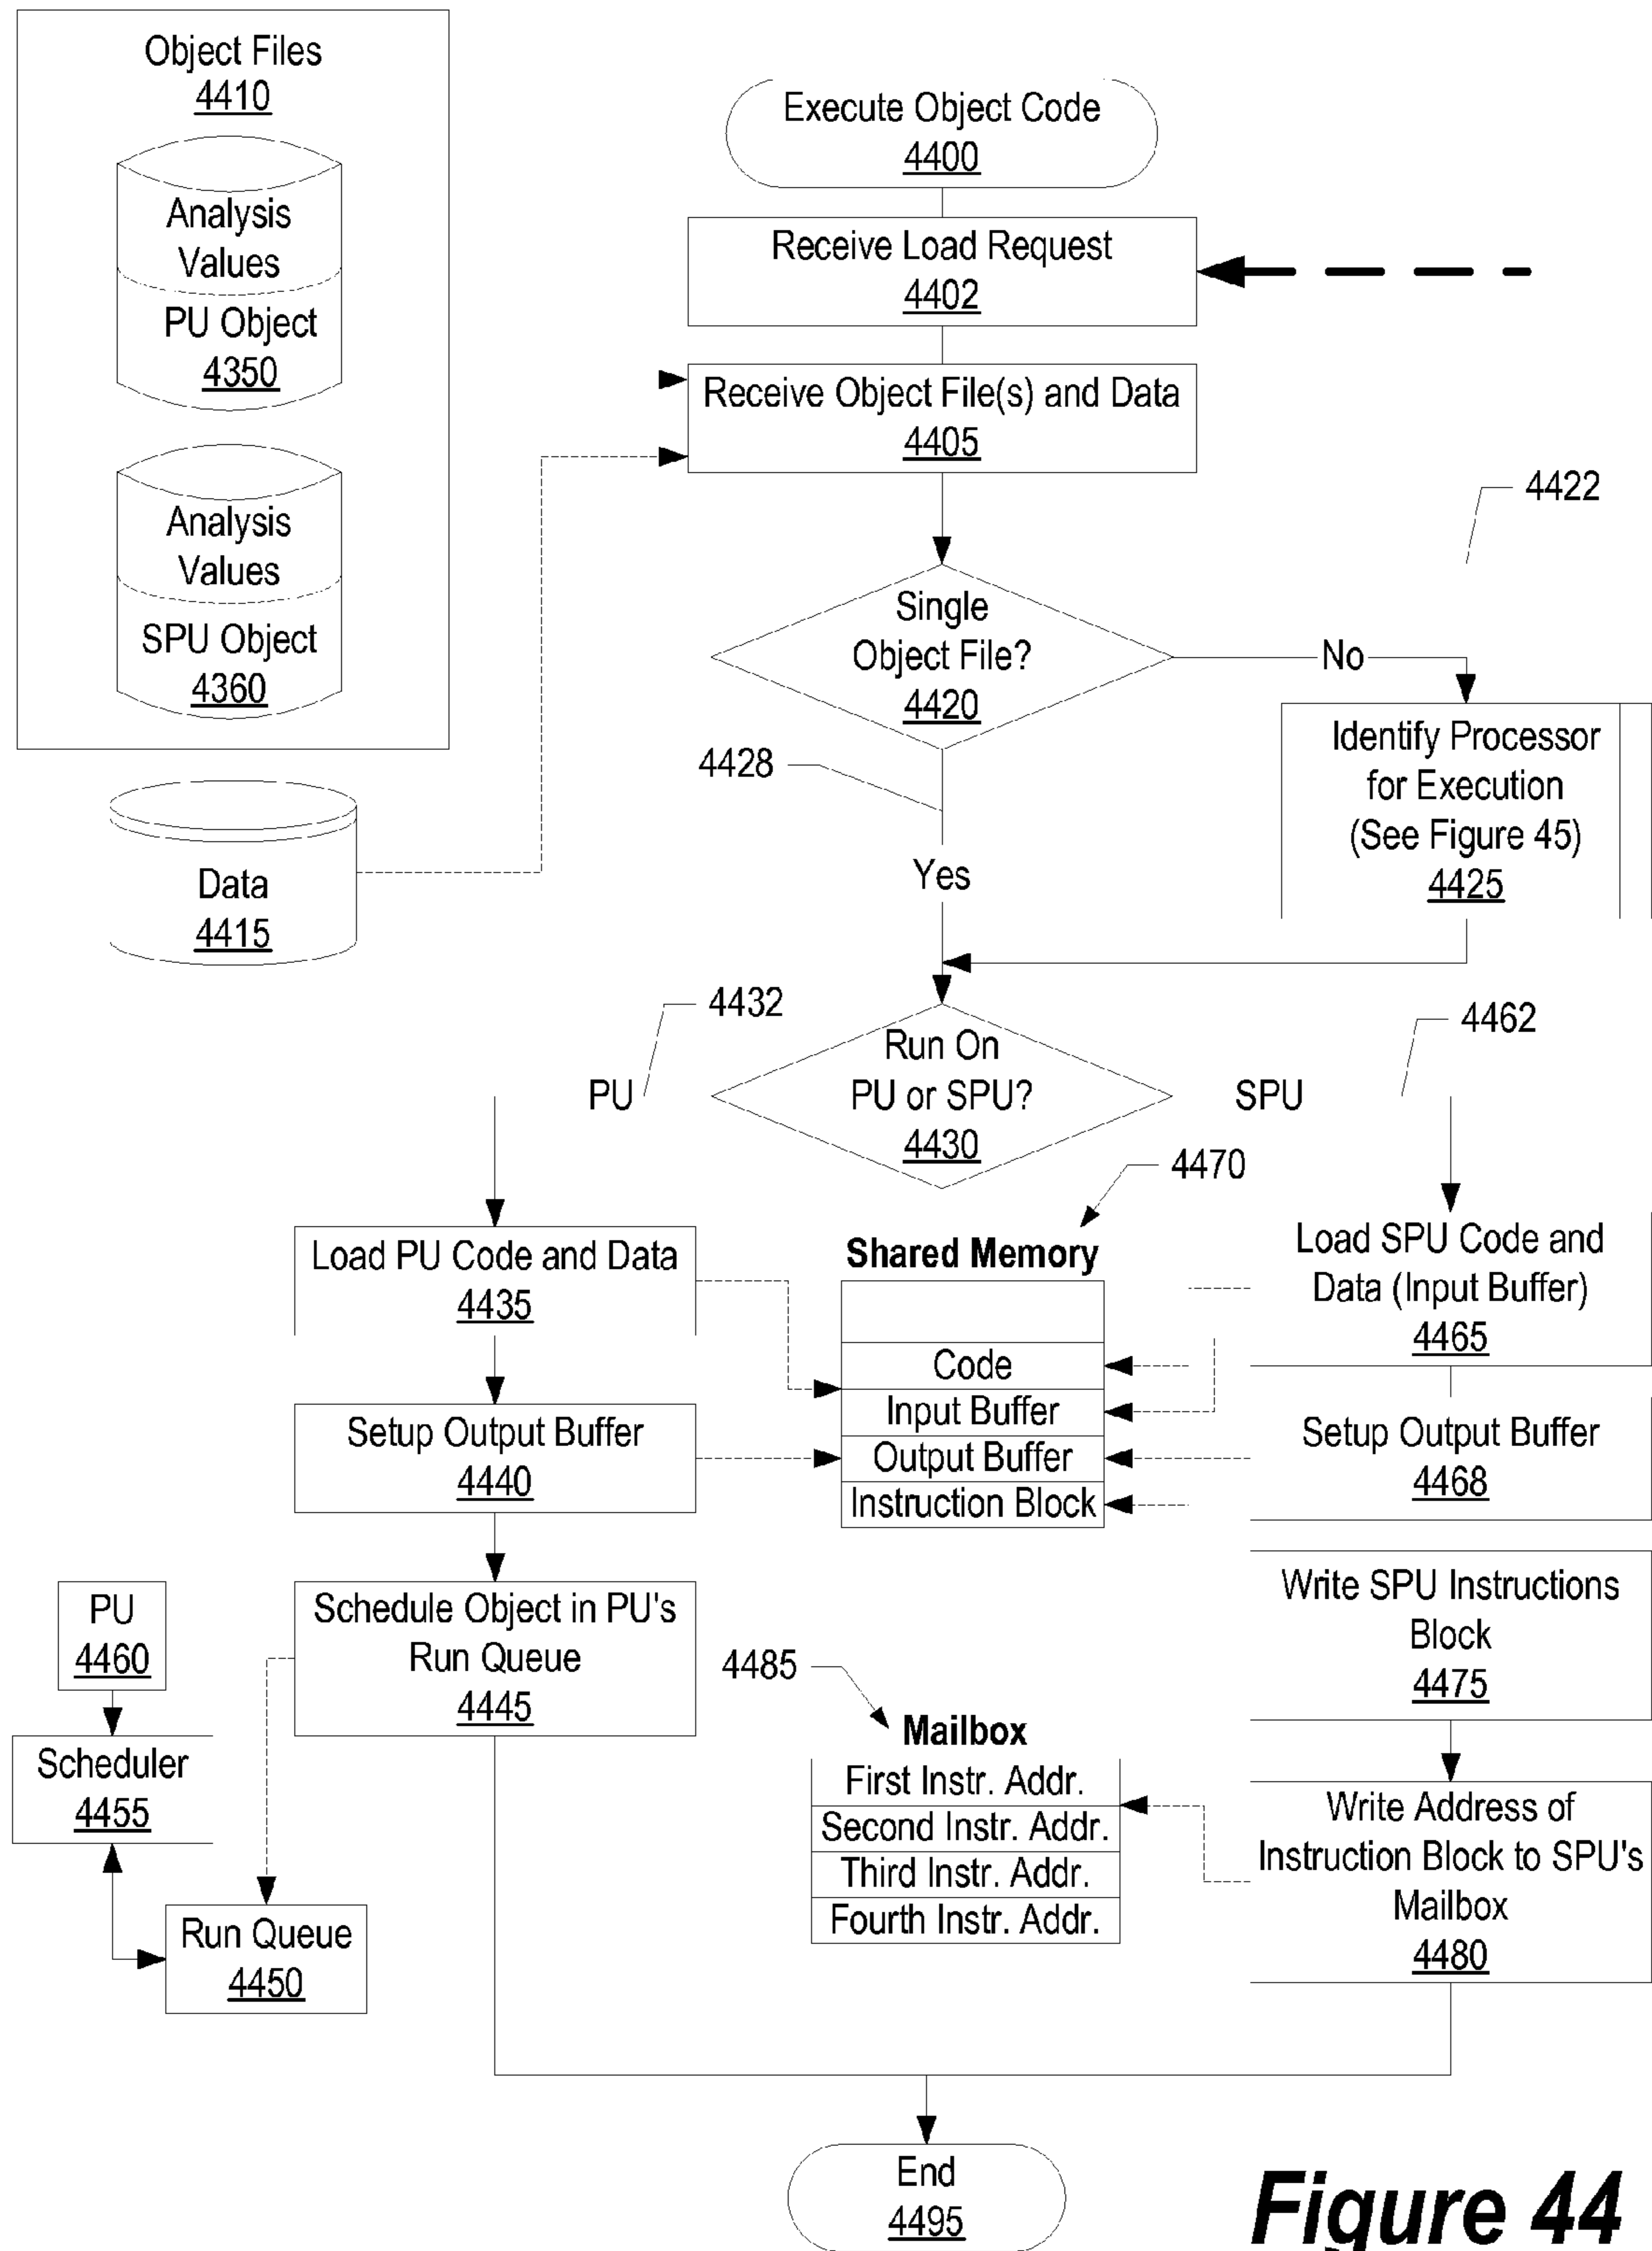 Object Files
4410
Analysis
Values
PU Object
4350
Analysis
Values
SPU Object
4360
Data
4415
Execute Object Code
4400
Receive Load Request
4402
Receive Object File(s) and Data
4405
4422
Single
Object File?
4420
No
Identify Processor
for Execution
(See Figure 45)
4425
4428
Yes
4432
PU
Run On
PU or SPU?
4430
SPU
4462
4470
Load PU Code and Data
4435
Setup Output Buffer
4440
Schedule Object in PU's
Run Queue
4445
PU
4460
Scheduler
4455
Run Queue
4450
Shared Memory
Code
Input Buffer
Output Buffer
Instruction Block
Load SPU Code and
Data (Input Buffer)
4465
Setup Output Buffer
4468
Write SPU Instructions
Block
4475
4485
Mailbox
First Instr. Addr.
Second Instr. Addr.
Third Instr. Addr.
Fourth Instr. Addr.
Write Address of
Instruction Block to SPU's
Mailbox
4480
End
4495
Figure 44